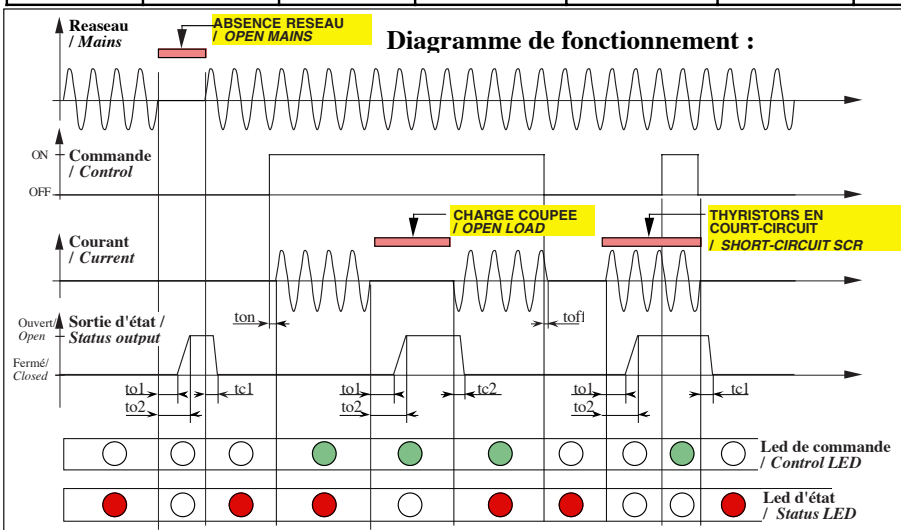 Reaseau
/ Mains
ABSENCE RESEAU
/ OPEN MAINS
Diagramme de fonctionnement :
ON
Commande
/ Control
OFF
CHARGE COUPEE
/ OPEN LOAD
THYRISTORS EN
COURT-CIRCUIT
/ SHORT-CIRCUIT SCR
Courant
/ Current
ton
toff
Ouvert/
Open
Sortie d'état /
Status output
Fermé/
Closed
to1
tc1
to2
to1
tc2
to2
to1
tc1
to2
Led de commande
/ Control LED
Led d'état
/ Status LED